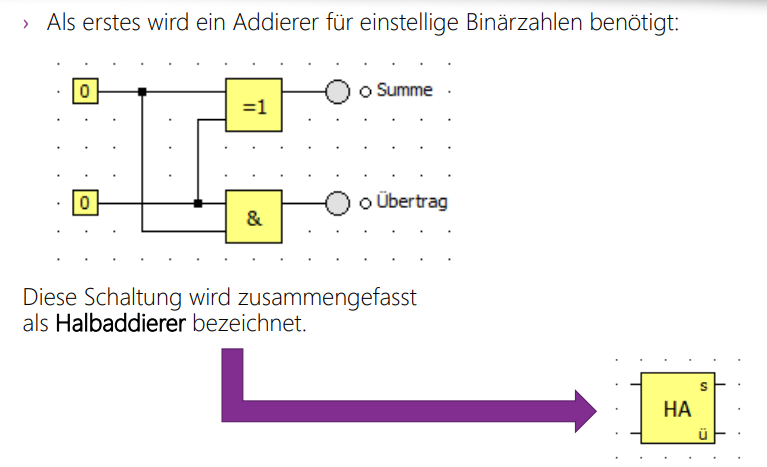 › Als erstes wird ein Addierer für einstellige Binärzahlen benötigt:
0
=1
Summe
0
&
Übertrag
Diese Schaltung wird zusammengefasst
als Halbaddierer bezeichnet.
s
HA
ü